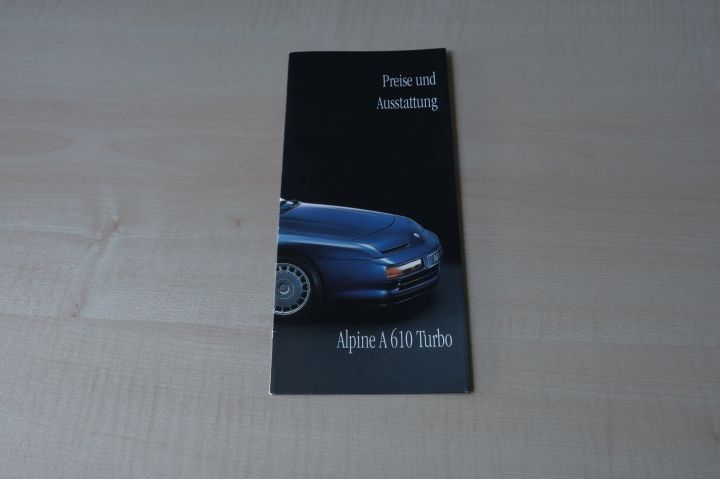 Preise und
Ausstattung
Alpine A 610 Turbo